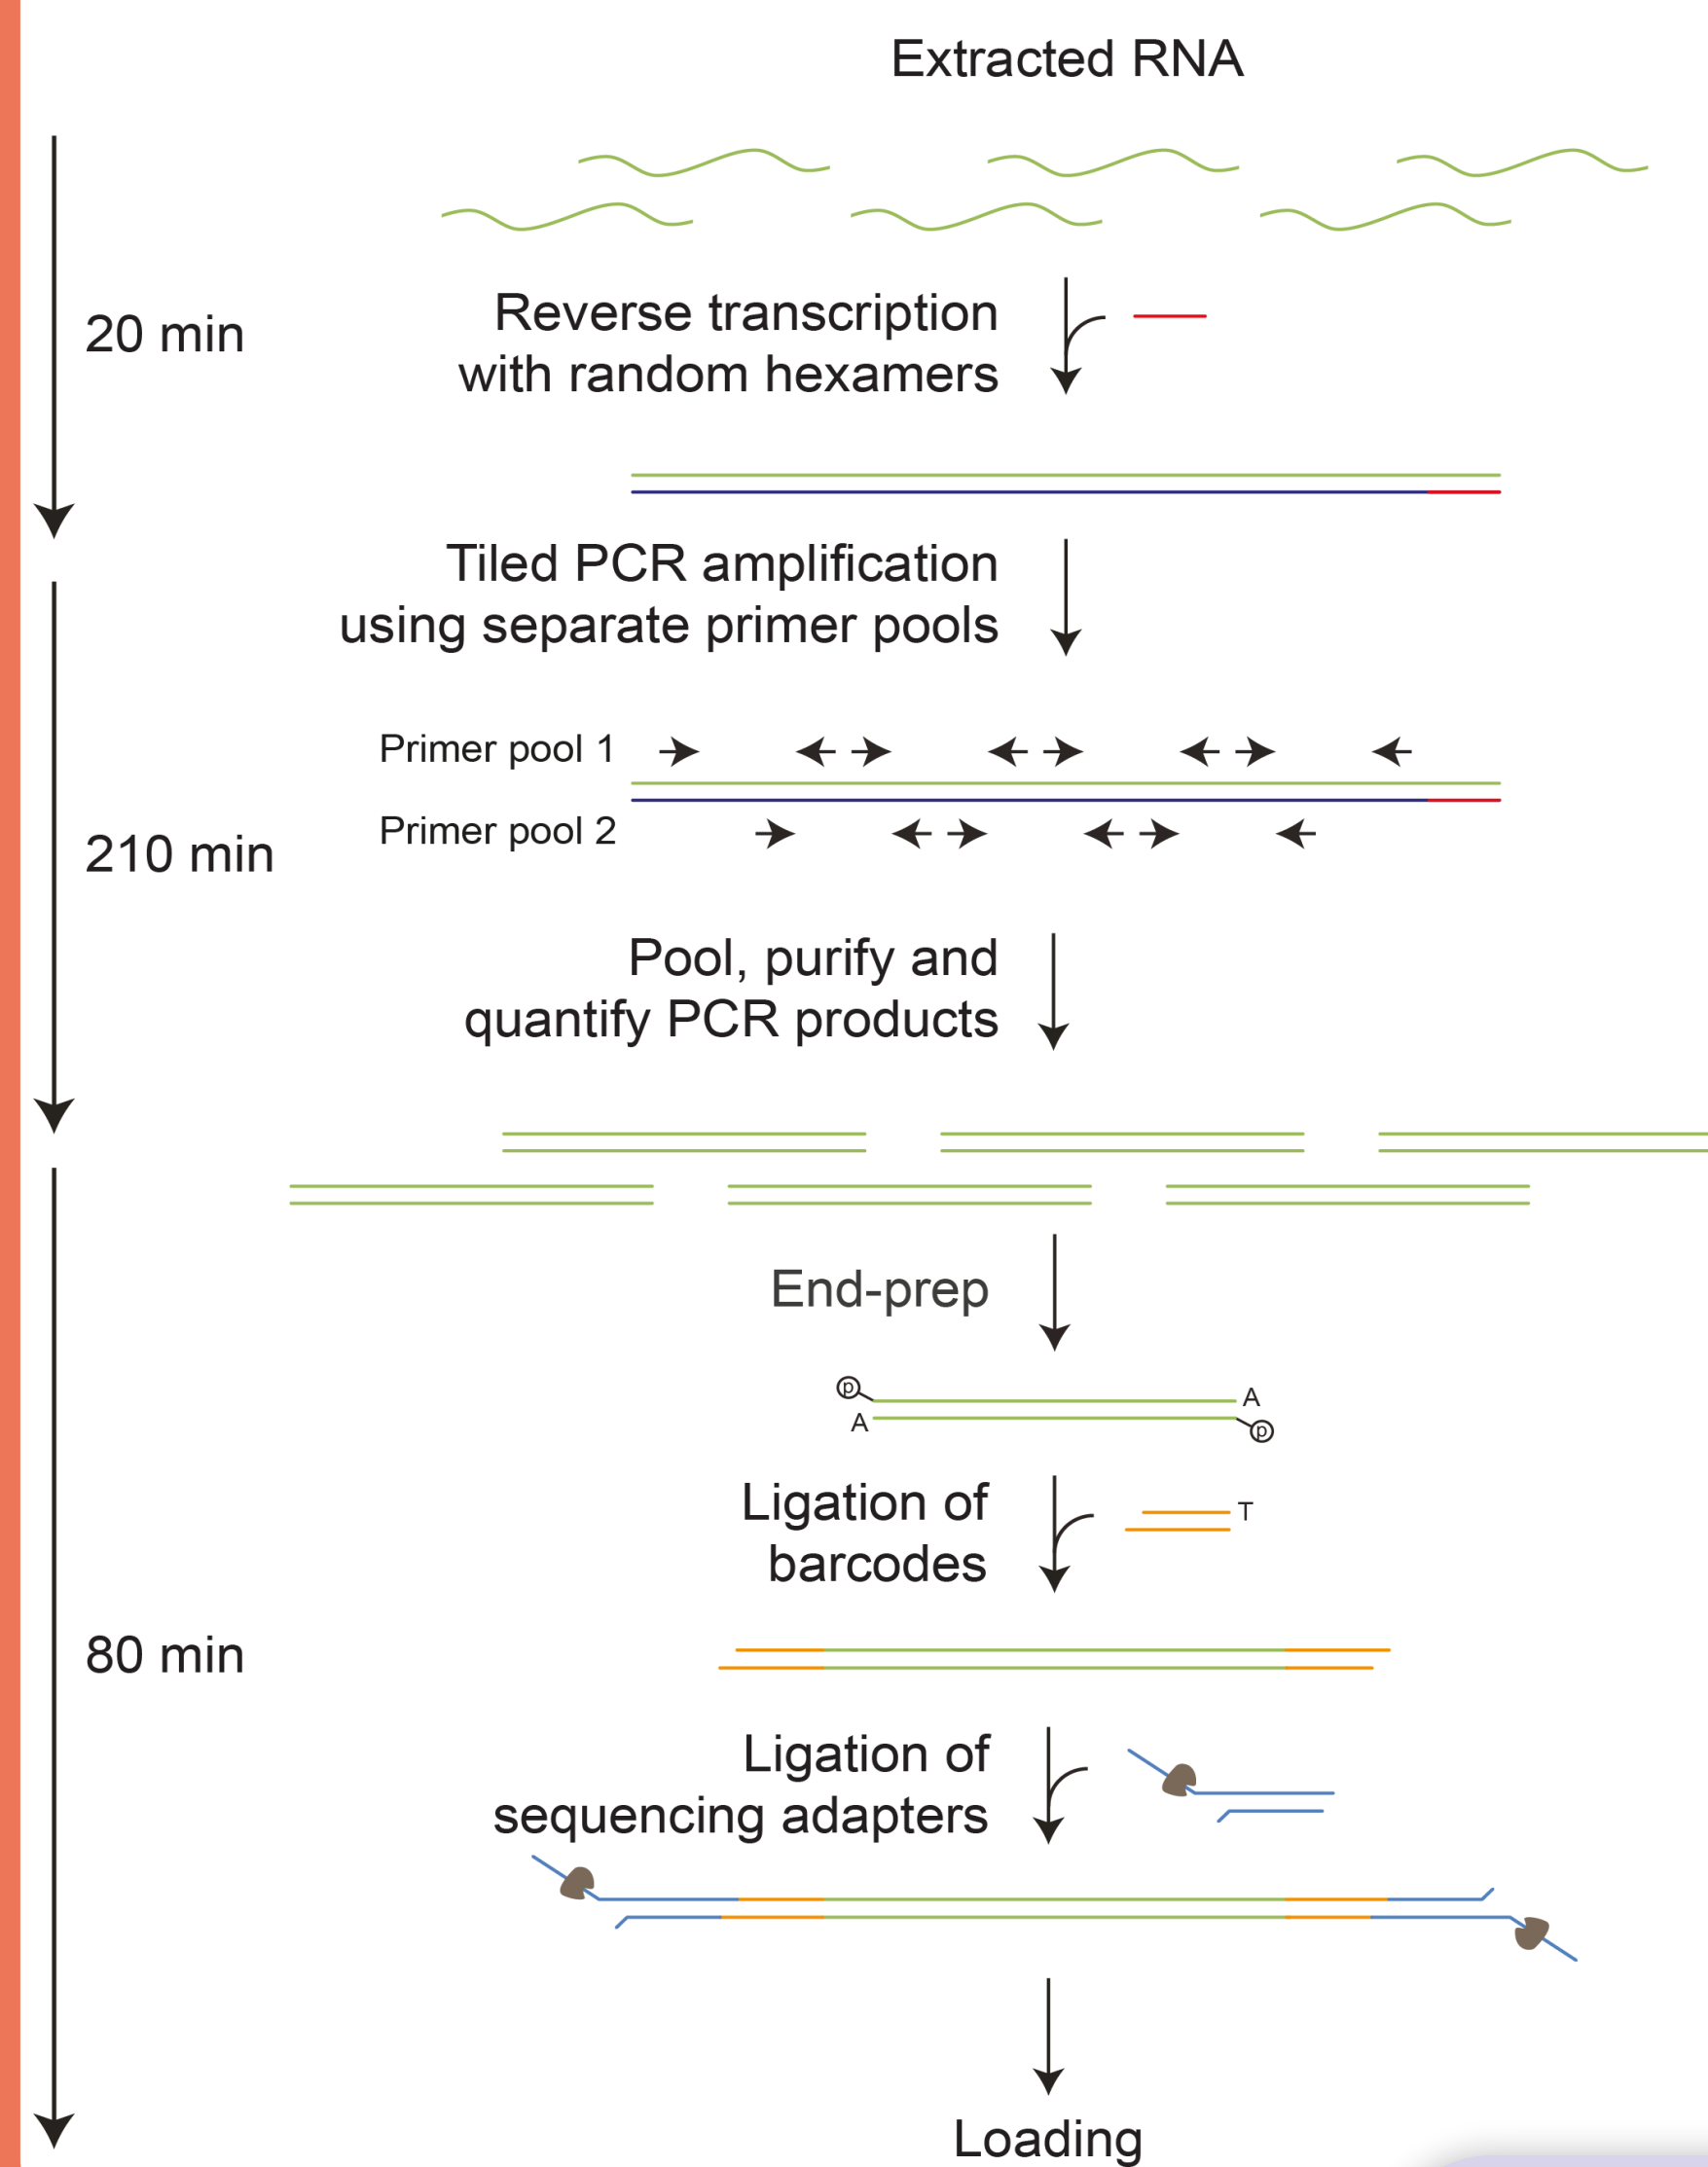 Extracted RNA
20 min
Reverse transcription
with random hexamers
Tiled PCR amplification
using separate primer pools
Primer pool 1
Primer pool 2
210 min
Pool, purify and
quantify PCR products
End-prep
p
A
A
p
Ligation of
barcodes
T
80 min
Ligation of
sequencing adapters
Loading